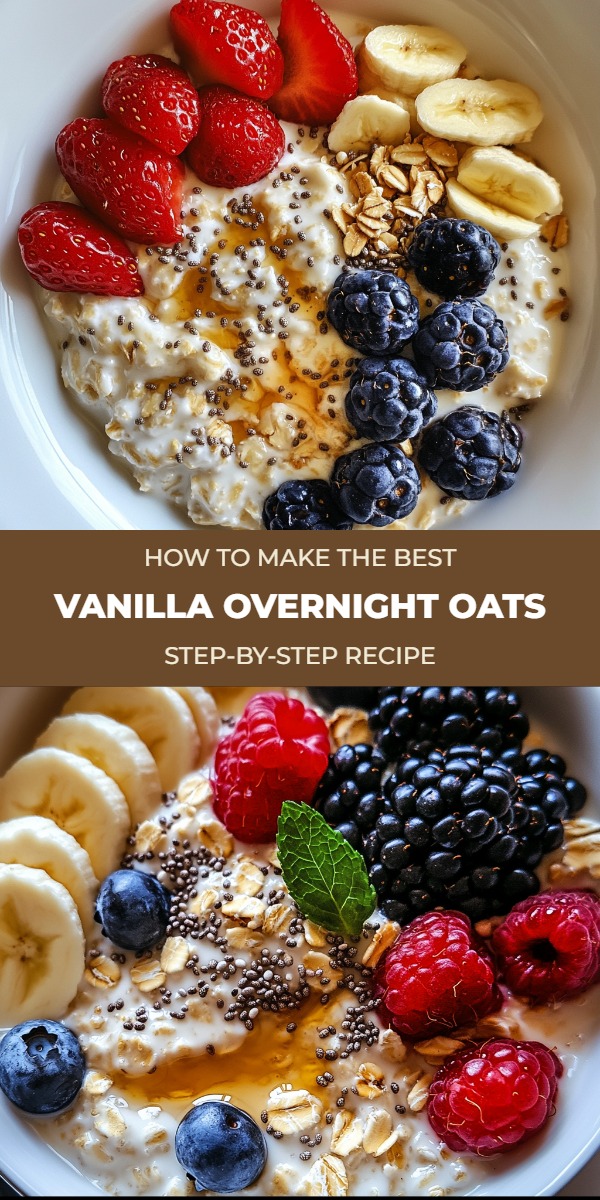 HOW TO MAKE THE BEST
VANILLA OVERNIGHT OATS
STEP-BY-STEP RECIPE